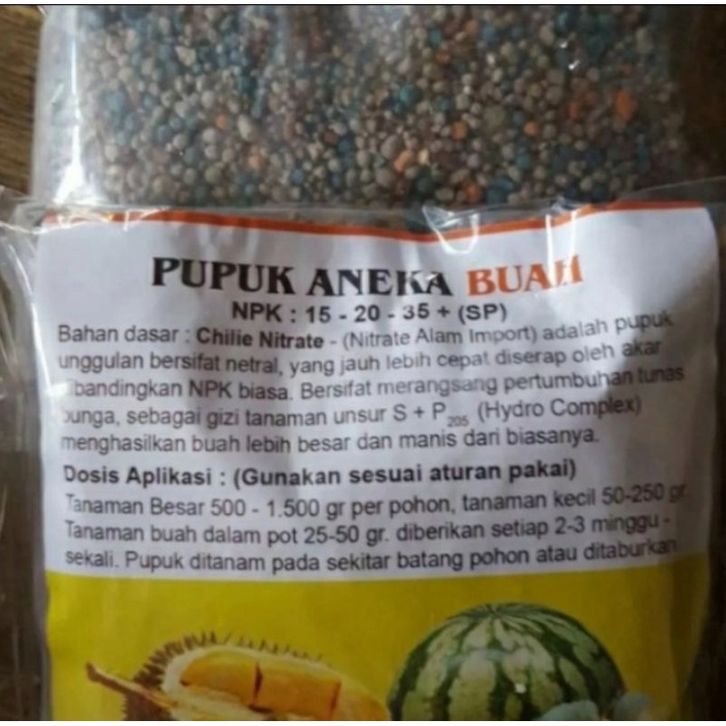 PUPUK ANEKA BUAH
NPK : 15 - 20 - 35 + (SP)
Bahan dasar : Chilie Nitrate - (Nitrate Alam Import) adalah pupuk
unggulan bersifat netral, yang jauh lebih cepat diserap oleh akar
dibandingkan NPK biasa. Bersifat merangsang pertumbuhan tunas
bunga, sebagai gizi tanaman unsur S + P205 (Hydro Complex)
menghasilkan buah lebih besar dan manis dari biasanya.
Dosis Aplikasi : (Gunakan sesuai aturan pakai)
Tanaman Besar 500 - 1.500 gr per pohon, tanaman kecil 50-250 gr
Tanaman buah dalam pot 25-50 gr. diberikan setiap 2-3 minggu -
sekali. Pupuk ditanam pada sekitar batang pohon atau ditaburkan